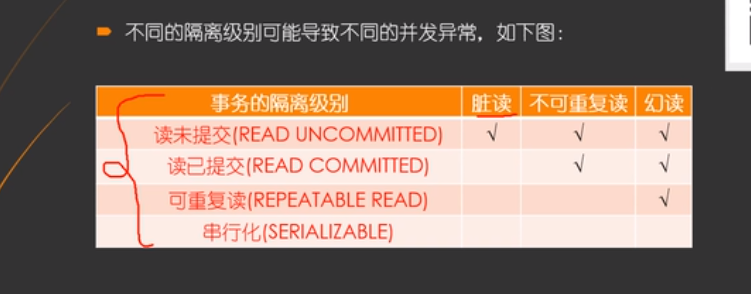 不同的隔离级别可能导致不同的并发异常，如下图：
事务的隔离级别 脏读 不可重复读 幻读
读未提交(READ UNCOMMITTED) √ √ √
读已提交(READ COMMITTED) √ √
可重复读(REPEATABLE READ) √
串行化(SERIALIZABLE)